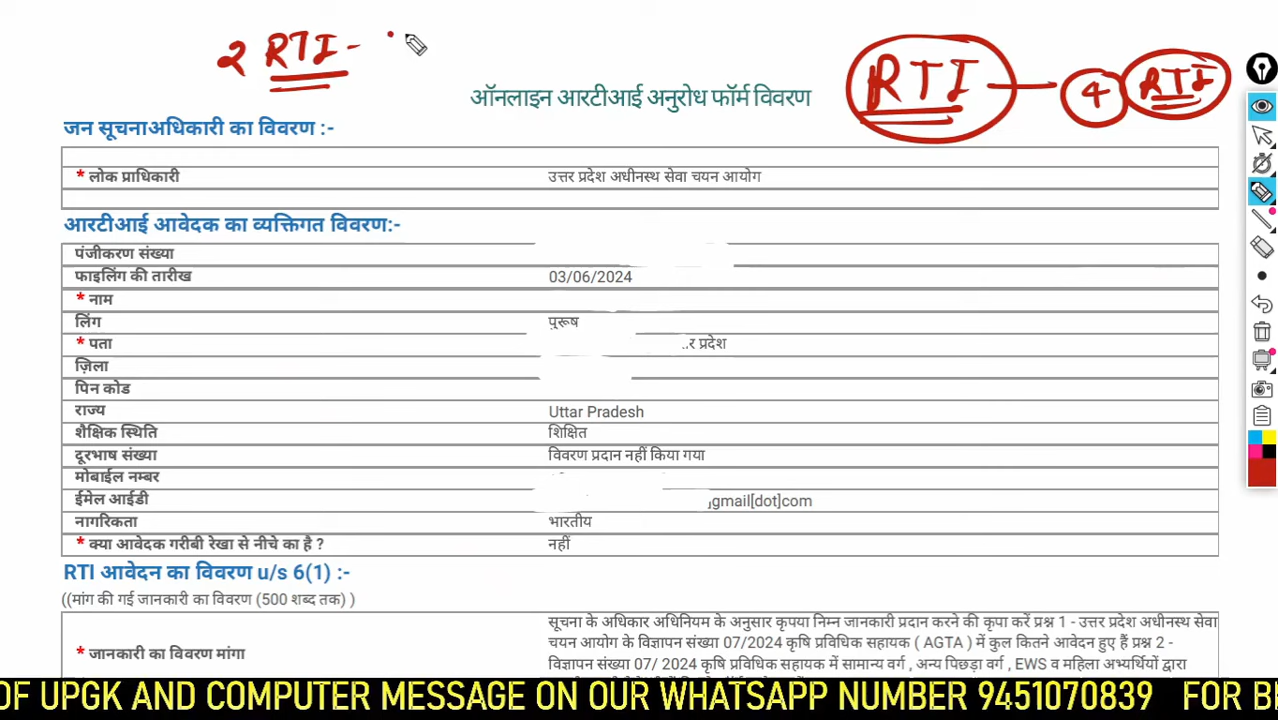 2 RTI-
RTI — 4 RTI
ऑनलाइन आरटीआई अनुरोध फॉर्म विवरण
जन सूचनाअधिकारी का विवरण :-
* लोक प्राधिकारी उत्तर प्रदेश अधीनस्थ सेवा चयन आयोग
आरटीआई आवेदक का व्यक्तिगत विवरण:-
पंजीकरण संख्या
फाइलिंग की तारीख 03/06/2024
* नाम
लिंग पुरूष
* पता र प्रदेश
ज़िला
पिन कोड
राज्य Uttar Pradesh
शैक्षिक स्थिति शिक्षित
दूरभाष संख्या विवरण प्रदान नहीं किया गया
मोबाईल नम्बर
ईमेल आईडी gmail[dot]com
नागरिकता भारतीय
* क्या आवेदक गरीबी रेखा से नीचे का है ? नहीं
RTI आवेदन का विवरण u/s 6(1) :-
((मांग की गई जानकारी का विवरण (500 शब्द तक) )
* जानकारी का विवरण मांगा
सूचना के अधिकार अधिनियम के अनुसार कृपया निम्न जानकारी प्रदान करने की कृपा करें प्रश्न 1 - उत्तर प्रदेश अधीनस्थ सेवा
चयन आयोग के विज्ञापन संख्या 07/2024 कृषि प्रविधिक सहायक ( AGTA ) में कुल कितने आवेदन हुए हैं प्रश्न 2 -
विज्ञापन संख्या 07/ 2024 कृषि प्रविधिक सहायक में सामान्य वर्ग , अन्य पिछड़ा वर्ग , EWS व महिला अभ्यर्थियों द्वारा
OF UPGK AND COMPUTER MESSAGE ON OUR WHATSAPP NUMBER 9451070839 FOR BE